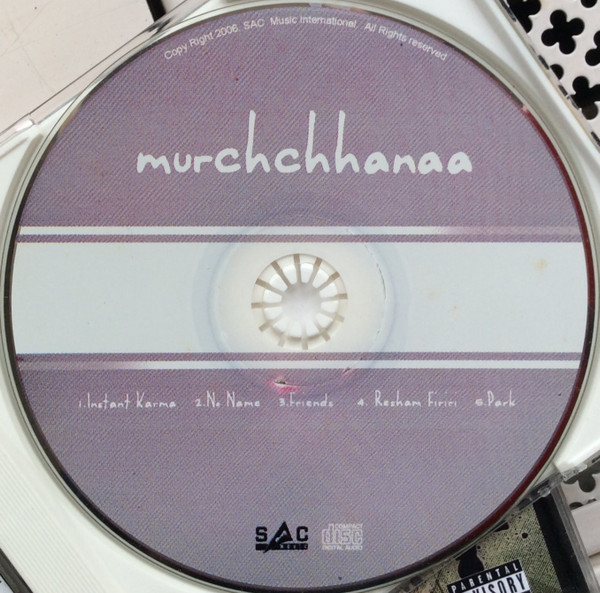 Copy Right 2006. SAC Music International. All Rights reserved
murchchhanaa
1.Instant Karma 2.No Name 3.Friends 4. Resham Firiri 5.Dark
SAC
MUSIC
COMPACT
disc
DIGITAL AUDIO
PARENTAL